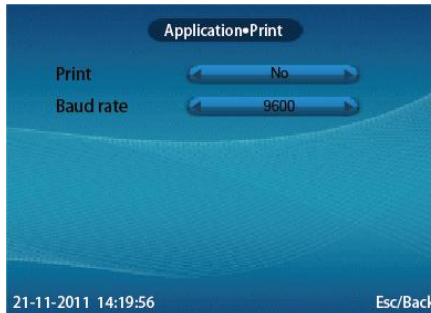 Application•Print
Print No
Baud rate 9600
21-11-2011 14:19:56 Esc/Back